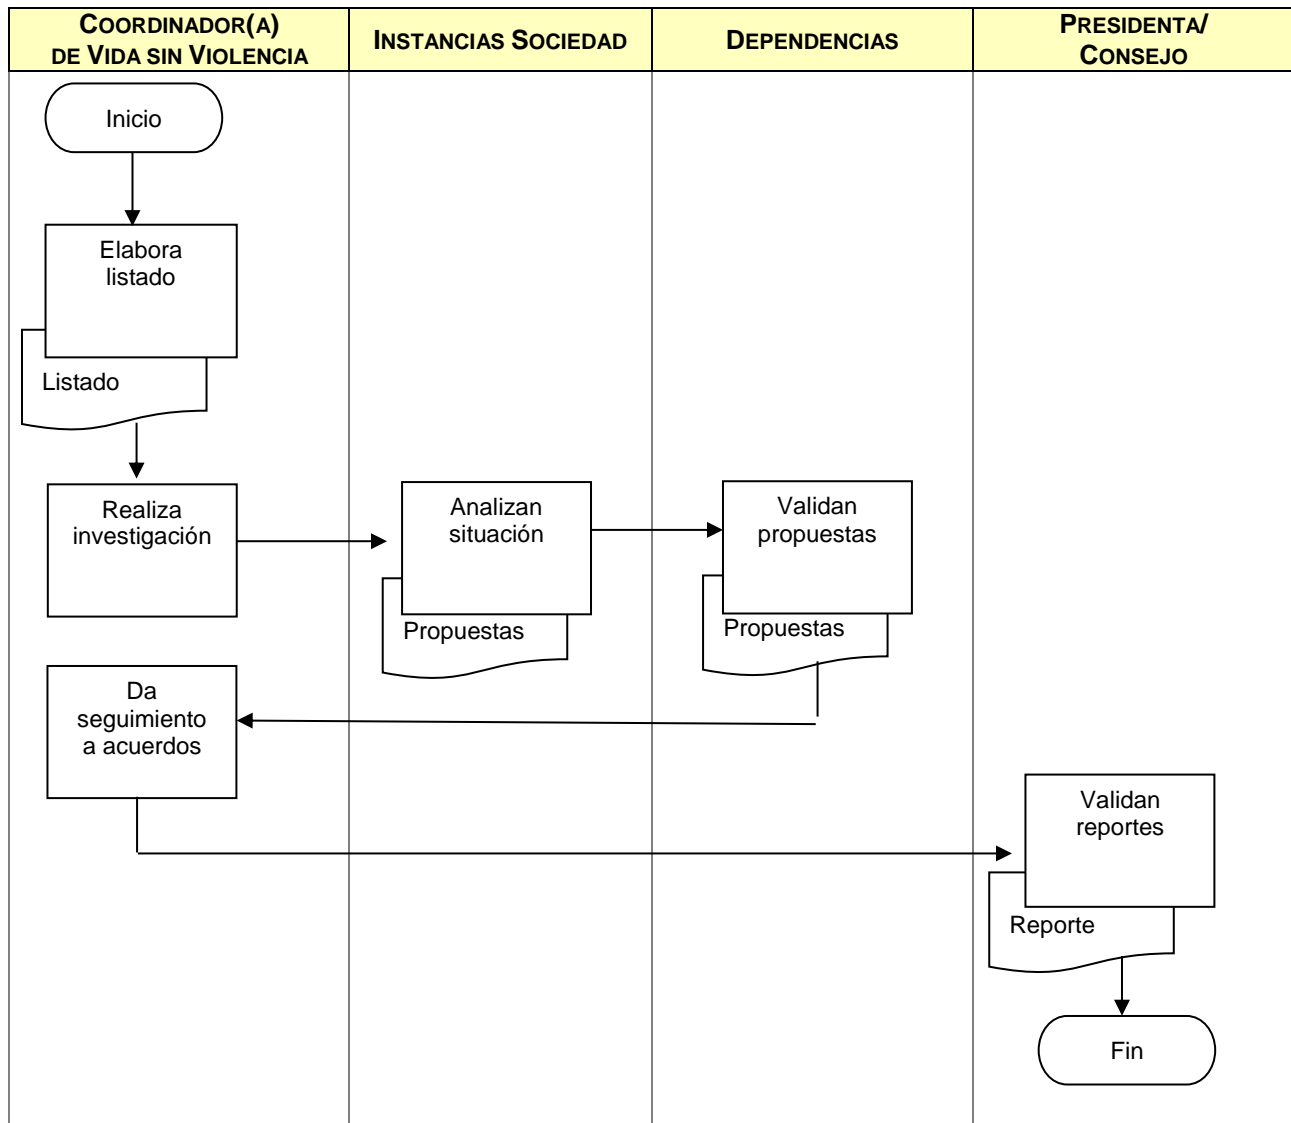 COORDINADOR(A)
DE VIDA SIN VIOLENCIA
INSTANCIAS SOCIEDAD
DEPENDENCIAS
PRESIDENTA/
CONSEJO
Inicio
Elabora
listado
Listado
Realiza
investigación
Analizan
situación
Propuestas
Validan
propuestas
Propuestas
Da
seguimiento
a acuerdos
Validan
reportes
Reporte
Fin